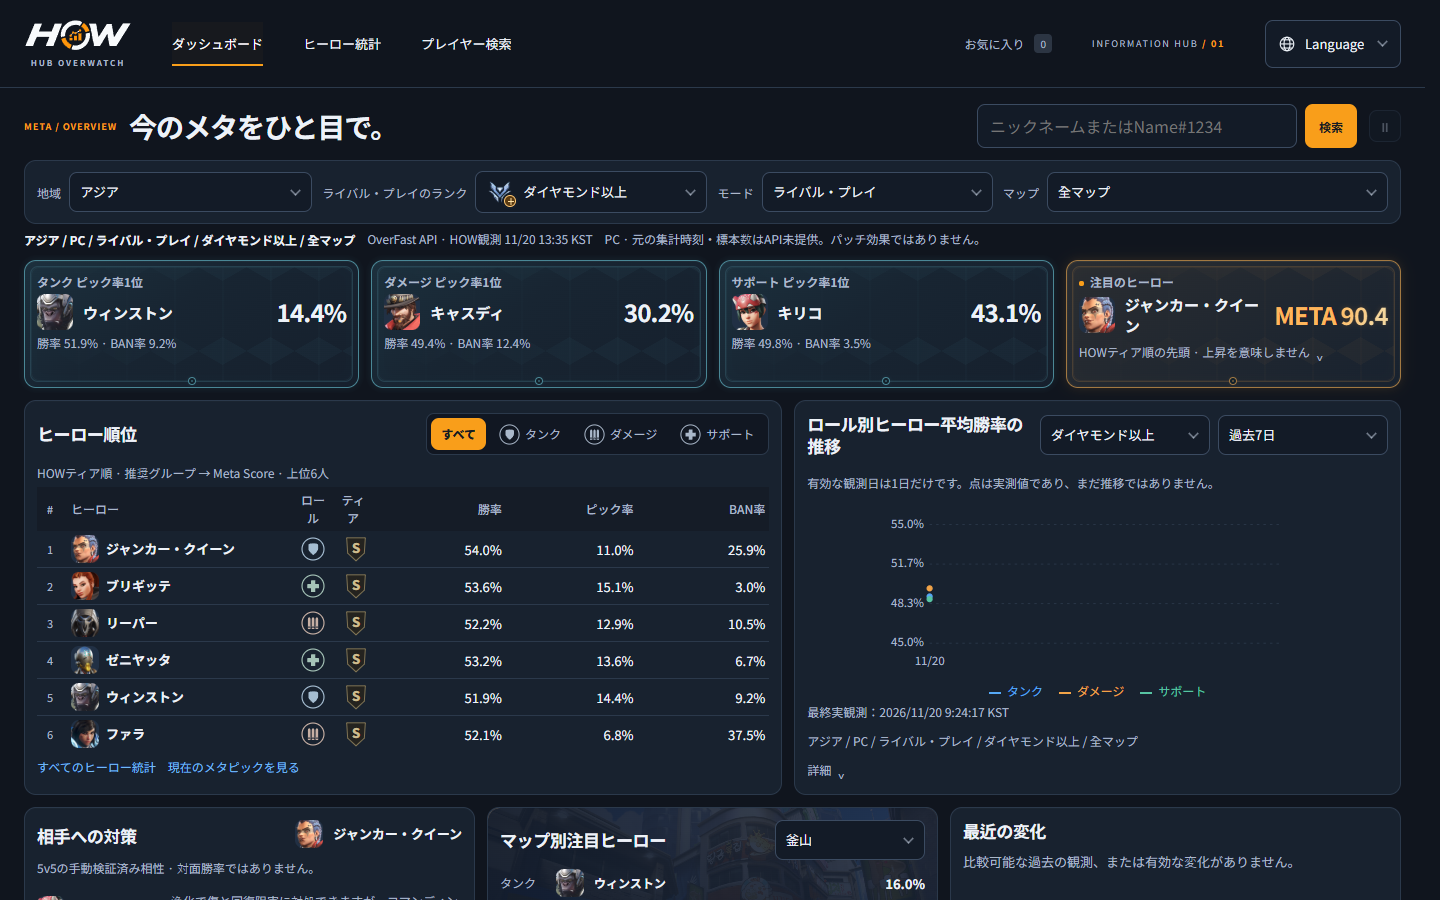 HOW
HUB OVERWATCH
ダッシュボード
ヒーロー統計
プレイヤー検索
お気に入り 0
INFORMATION HUB / 01
Language
META / OVERVIEW
今のメタをひと目で。
ニックネームまたはName#1234
検索
地域
アジア
ライバル・プレイのランク
ダイヤモンド以上
モード
ライバル・プレイ
マップ
全マップ
アジア / PC / ライバル・プレイ / ダイヤモンド以上 / 全マップ
OverFast API · HOW観測 11/20 13:35 KST
PC · 元の集計時刻・標本数はAPI未提供。パッチ効果ではありません。
タンク ピック率1位
ウィンストン
14.4%
勝率 51.9% · BAN率 9.2%
ダメージ ピック率1位
キャスディ
30.2%
勝率 49.4% · BAN率 12.4%
サポート ピック率1位
キリコ
43.1%
勝率 49.8% · BAN率 3.5%
注目のヒーロー
ジャンカー・クイー
ン
META 90.4
HOWティア順の先頭 · 上昇を意味しません
ヒーロー順位
すべて
タンク
ダメージ
サポート
HOWティア順 · 推奨グループ → Meta Score · 上位6人
# ヒーロー ロール ティア 勝率 ピック率 BAN率
1 ジャンカー・クイーン S 54.0% 11.0% 25.9%
2 ブリギッテ S 53.6% 15.1% 3.0%
3 リーパー S 52.2% 12.9% 10.5%
4 ゼニヤッタ S 53.2% 13.6% 6.7%
5 ウィンストン S 51.9% 14.4% 9.2%
6 ファラ S 52.1% 6.8% 37.5%
すべてのヒーロー統計 現在のメタピックを見る
ロール別ヒーロー平均勝率の
推移
ダイヤモンド以上
過去7日
有効な観測日は1日だけです。点は実測値であり、まだ推移ではありません。
55.0%
51.7%
48.3%
45.0%
11/20
タンク
ダメージ
サポート
最終実観測：2026/11/20 9:24:17 KST
アジア / PC / ライバル・プレイ / ダイヤモンド以上 / 全マップ
詳細
相手への対策
ジャンカー・クイーン
5v5の手動検証済み相性 · 対面勝率ではありません。
マップ別注目ヒーロー
釜山
タンク
ウィンストン
16.0%
最近の変化
比較可能な過去の観測、または有効な変化がありません。